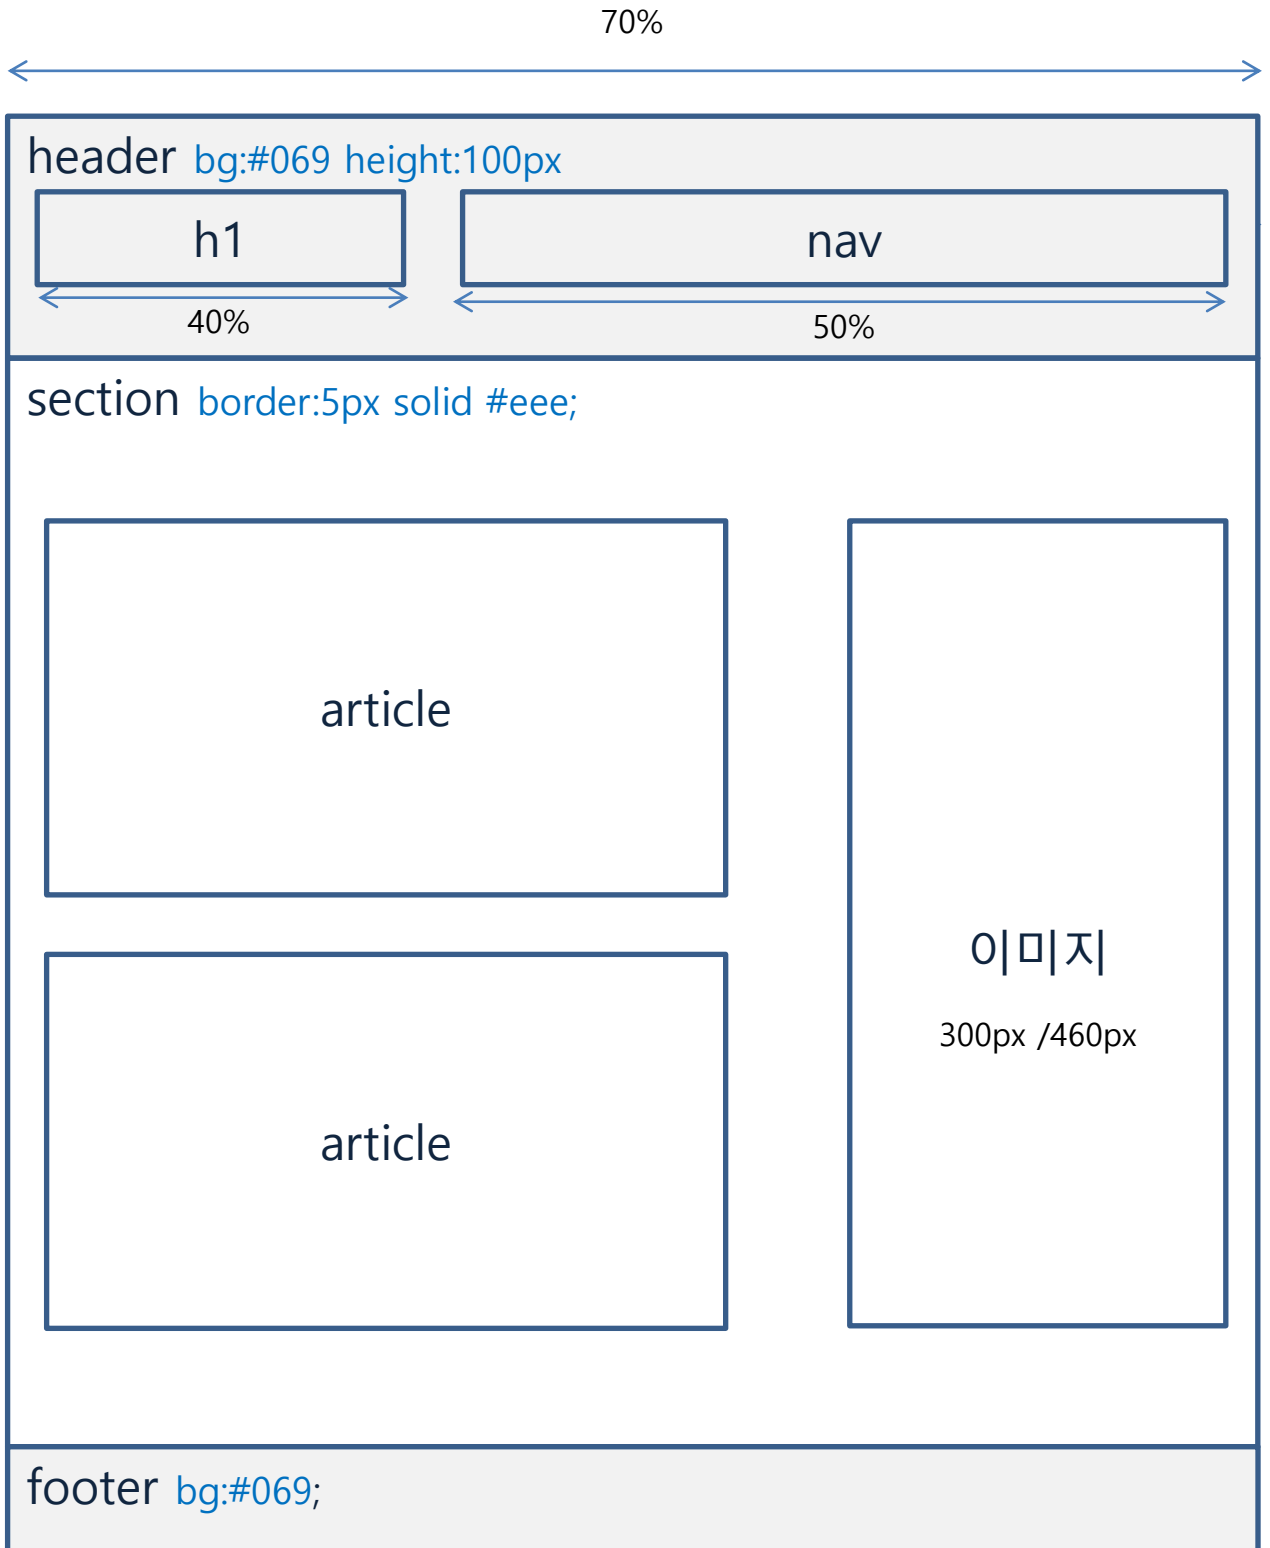 70%
header bg:#069 height:100px
h1 nav
40% 50%
section border:5px solid #eee;
article
이미지
300px /460px
article
footer bg:#069;